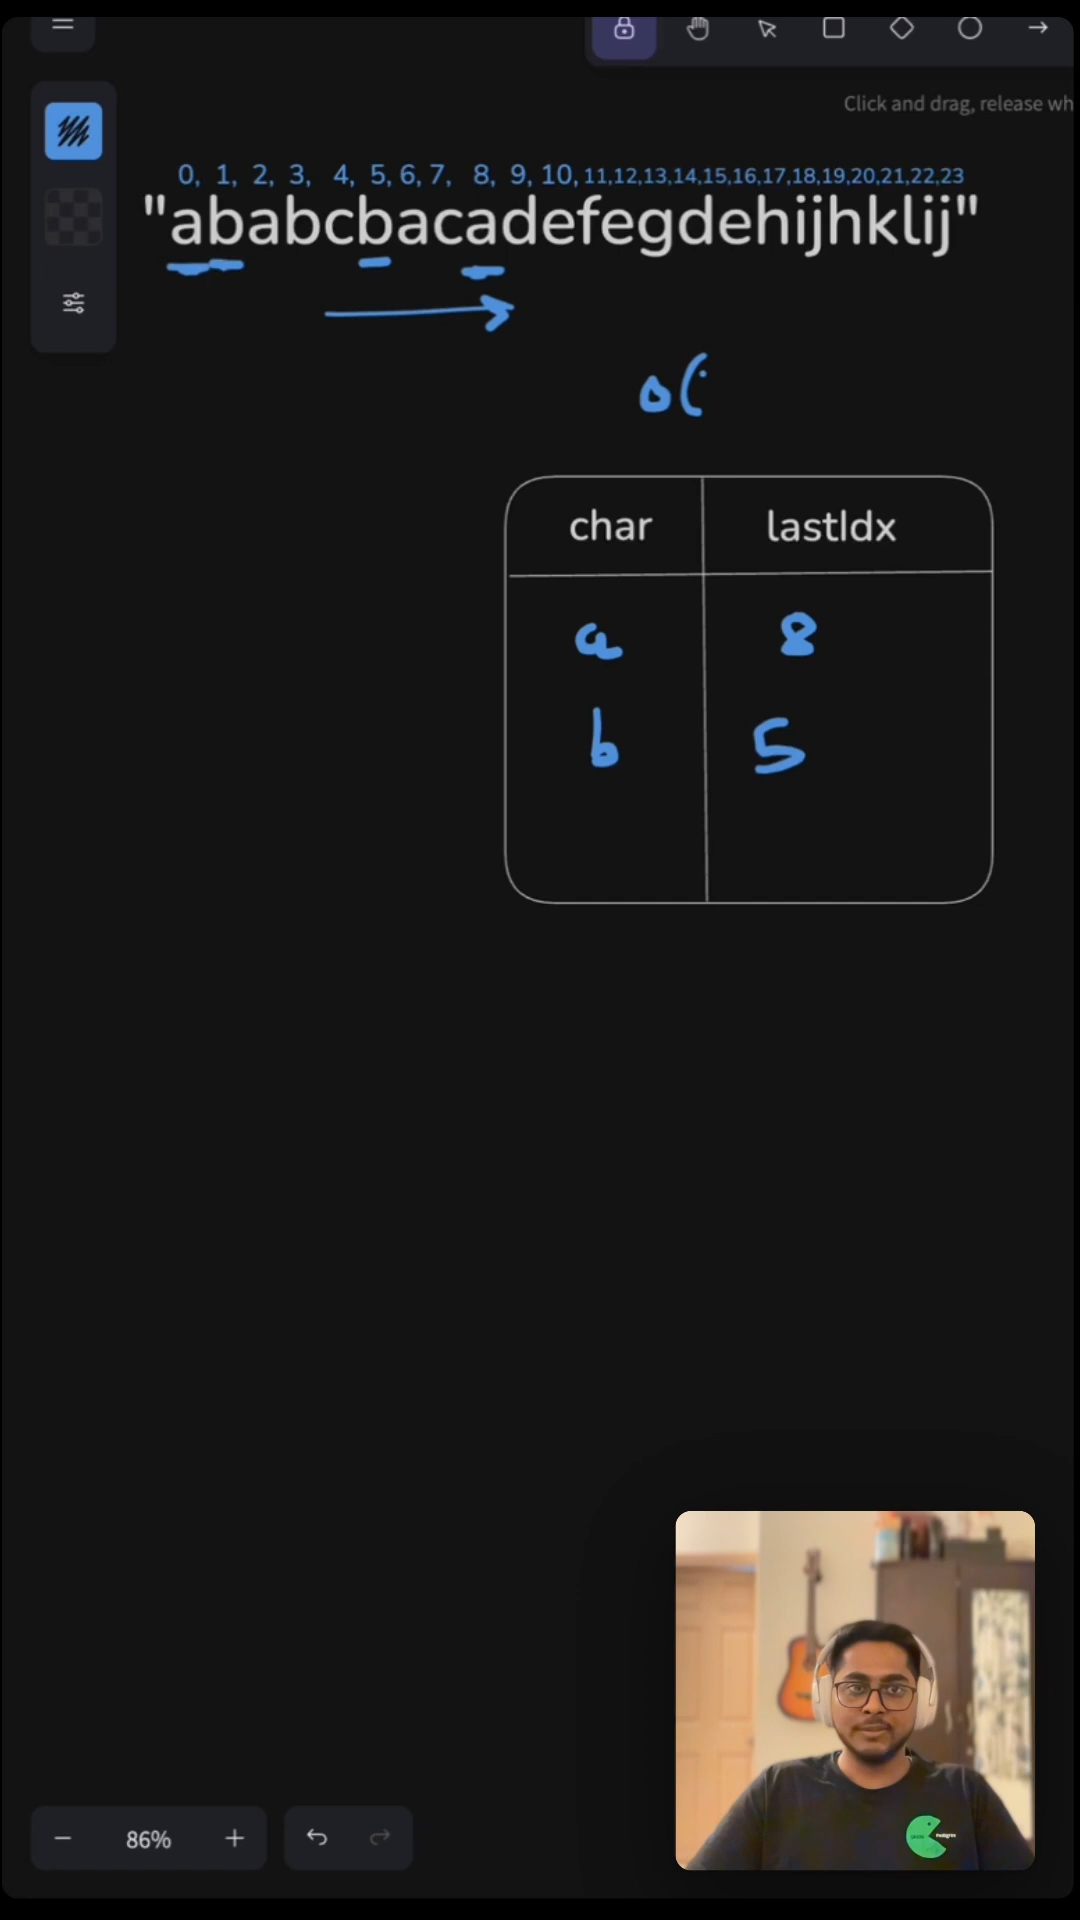 Click and drag, release wh
0, 1, 2, 3, 4, 5, 6, 7, 8, 9, 10, 11,12,13,14,15,16,17,18,19,20,21,22,23
"ababcbacadefegdehijhklij"
o(
char lastIdx
a 8
b 5
86%